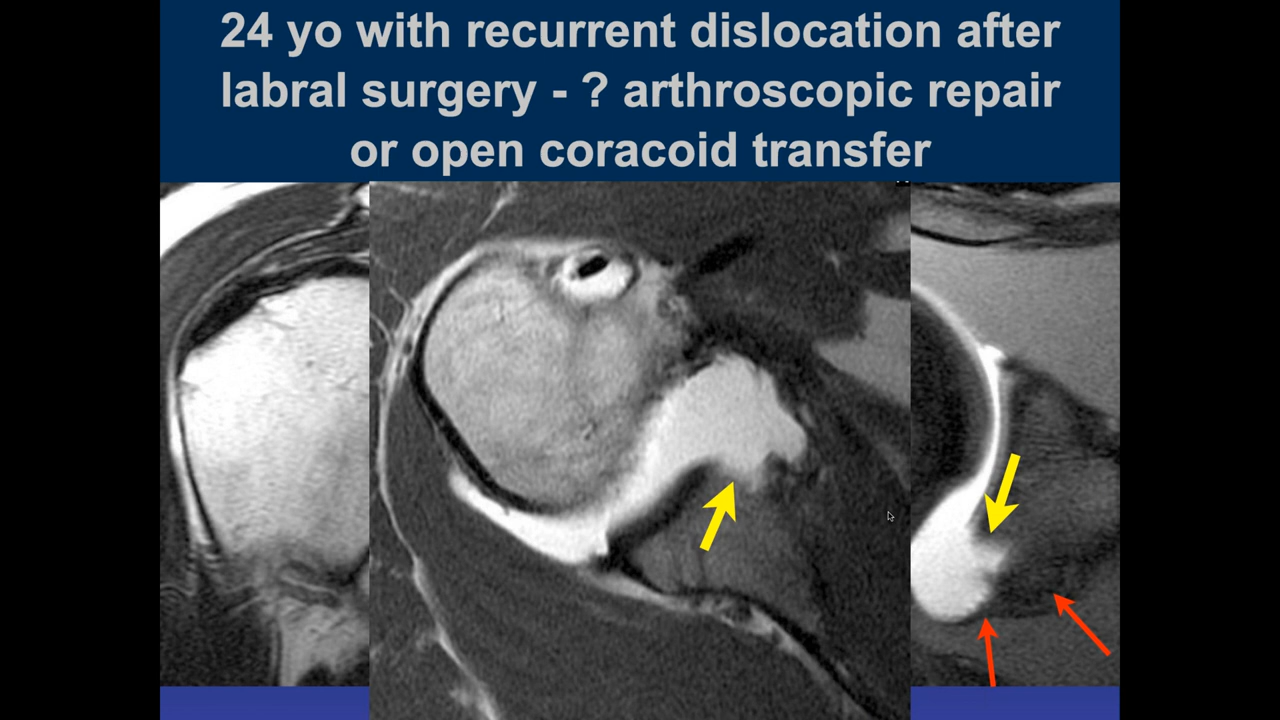 24 yo with recurrent dislocation after
labral surgery - ? arthroscopic repair
or open coracoid transfer